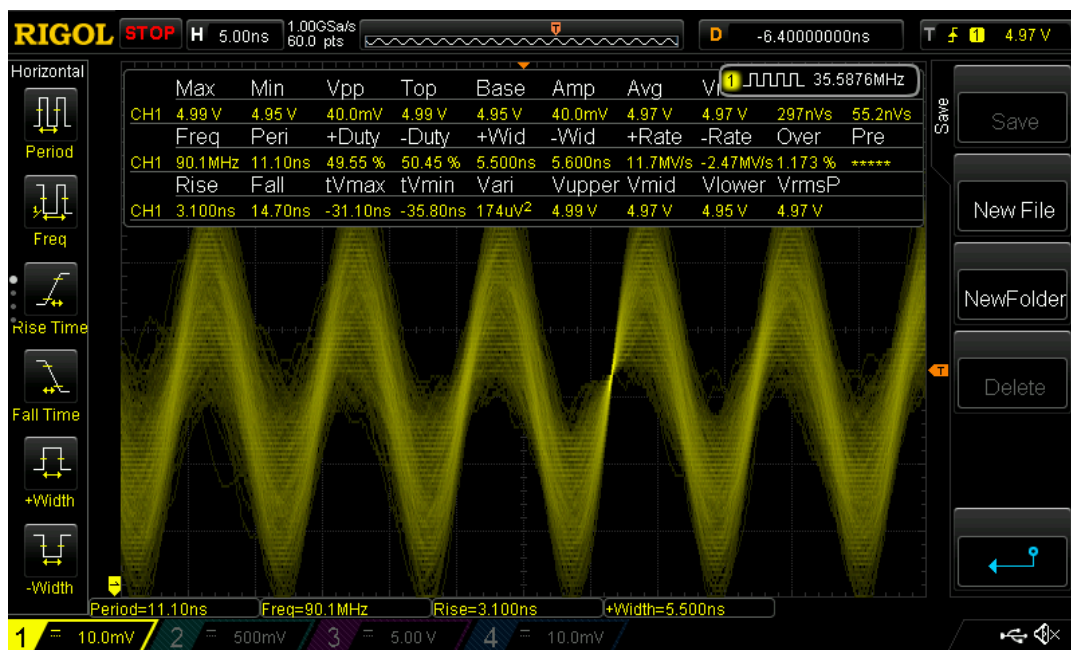 RIGOL STOP H 5.00ns 1.00GSa/s 60.0 pts D -6.40000000ns T 1 4.97 V
Horizontal
Period
Freq
Rise Time
Fall Time
+Width
-Width
1 35.5876MHz
Max Min Vpp Top Base Amp Avg
CH1 4.99 V 4.95 V 40.0mV 4.99 V 4.95 V 40.0mV 4.97 V 4.97 V 297nVs 55.2nVs
Freq Peri +Duty -Duty +Wid -Wid +Rate -Rate Over Pre
CH1 90.1MHz 11.10ns 49.55 % 50.45 % 5.500ns 5.600ns 11.7MV/s -2.47MV/s 1.173 % *****
Rise Fall tVmax tVmin Vari Vupper Vmid Vlower VrmsP
CH1 3.100ns 14.70ns -31.10ns -35.80ns 174uV² 4.99 V 4.97 V 4.95 V 4.97 V
T
Save
Save
New File
NewFolder
Delete
Period=11.10ns Freq=90.1MHz Rise=3.100ns +Width=5.500ns
1 10.0mV 2 500mV 3 5.00 V 4 10.0mV